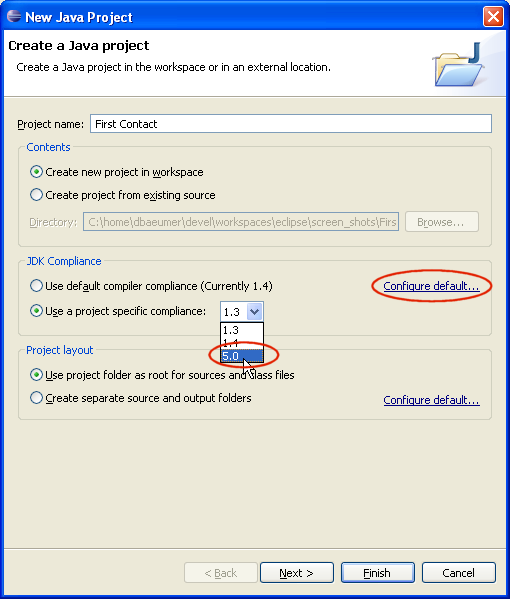 New Java Project
Create a Java project
Create a Java project in the workspace or in an external location.
Project name: First Contact
Contents
Create new project in workspace
Create project from existing source
Directory: C:\home\dbaeumer\devel\workspaces\eclipse\screen_shots\Firs Browse...
JDK Compliance
Use default compiler compliance (Currently 1.4) Configure default...
Use a project specific compliance: 1.3
1.3
1.4
5.0
Project layout
Use project folder as root for sources and class files
Create separate source and output folders Configure default...
< Back Next > Finish Cancel